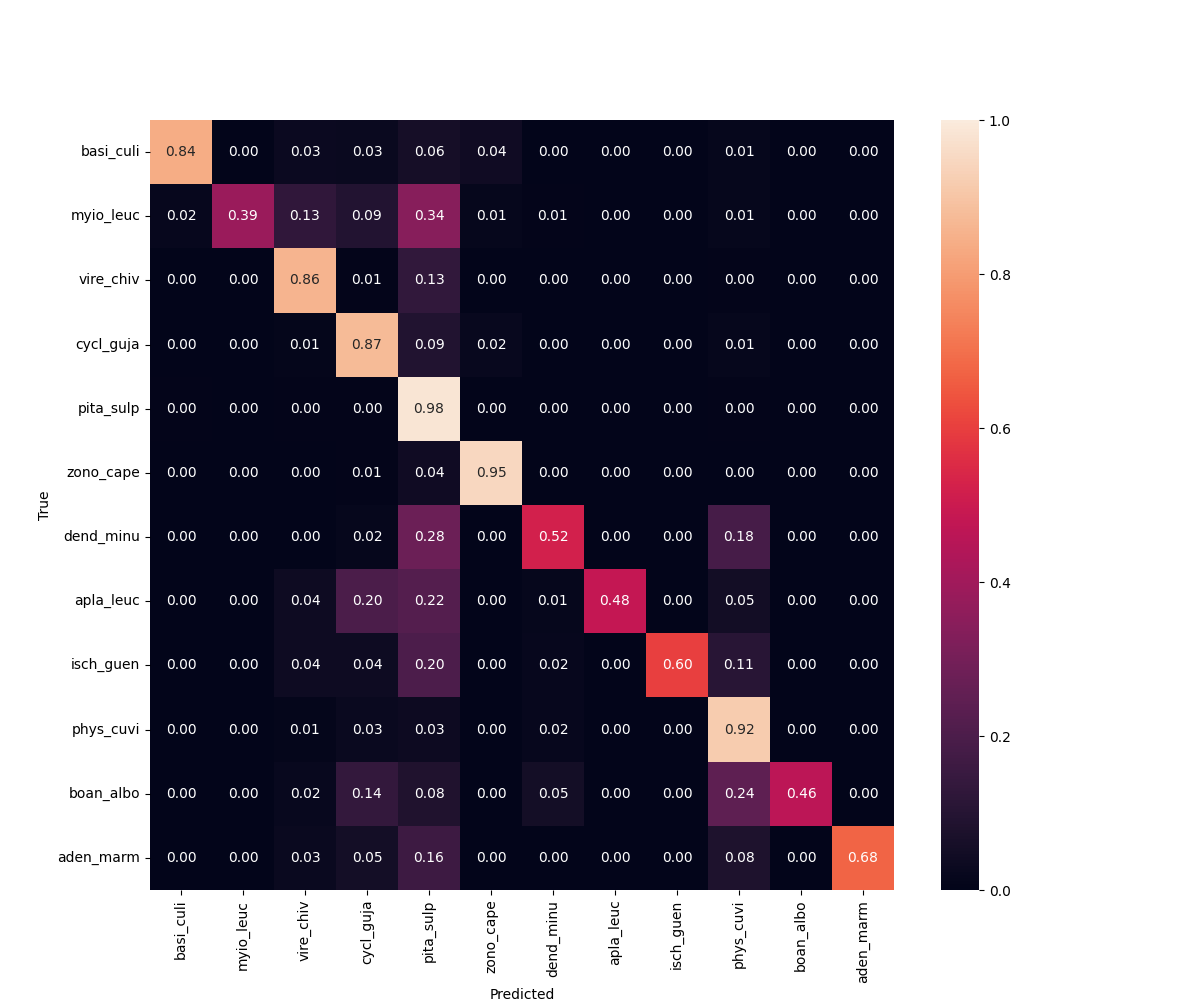 1.0
basi_culi 0.84 0.00 0.03 0.03 0.06 0.04 0.00 0.00 0.00 0.01 0.00 0.00
myio_leuc 0.02 0.39 0.13 0.09 0.34 0.01 0.01 0.00 0.00 0.01 0.00 0.00
vire_chiv 0.00 0.00 0.86 0.01 0.13 0.00 0.00 0.00 0.00 0.00 0.00 0.00
0.8
cycl_guja 0.00 0.00 0.01 0.87 0.09 0.02 0.00 0.00 0.00 0.01 0.00 0.00
pita_sulp 0.00 0.00 0.00 0.00 0.98 0.00 0.00 0.00 0.00 0.00 0.00 0.00
0.6
zono_cape 0.00 0.00 0.00 0.01 0.04 0.95 0.00 0.00 0.00 0.00 0.00 0.00
True
dend_minu 0.00 0.00 0.00 0.02 0.28 0.00 0.52 0.00 0.00 0.18 0.00 0.00
0.4
apla_leuc 0.00 0.00 0.04 0.20 0.22 0.00 0.01 0.48 0.00 0.05 0.00 0.00
isch_guen 0.00 0.00 0.04 0.04 0.20 0.00 0.02 0.00 0.60 0.11 0.00 0.00
phys_cuvi 0.00 0.00 0.01 0.03 0.03 0.00 0.02 0.00 0.00 0.92 0.00 0.00
0.2
boan_albo 0.00 0.00 0.02 0.14 0.08 0.00 0.05 0.00 0.00 0.24 0.46 0.00
aden_marm 0.00 0.00 0.03 0.05 0.16 0.00 0.00 0.00 0.00 0.08 0.00 0.68
0.0
basi_culi myio_leuc vire_chiv cycl_guja pita_sulp zono_cape dend_minu apla_leuc isch_guen phys_cuvi boan_albo aden_marm
Predicted